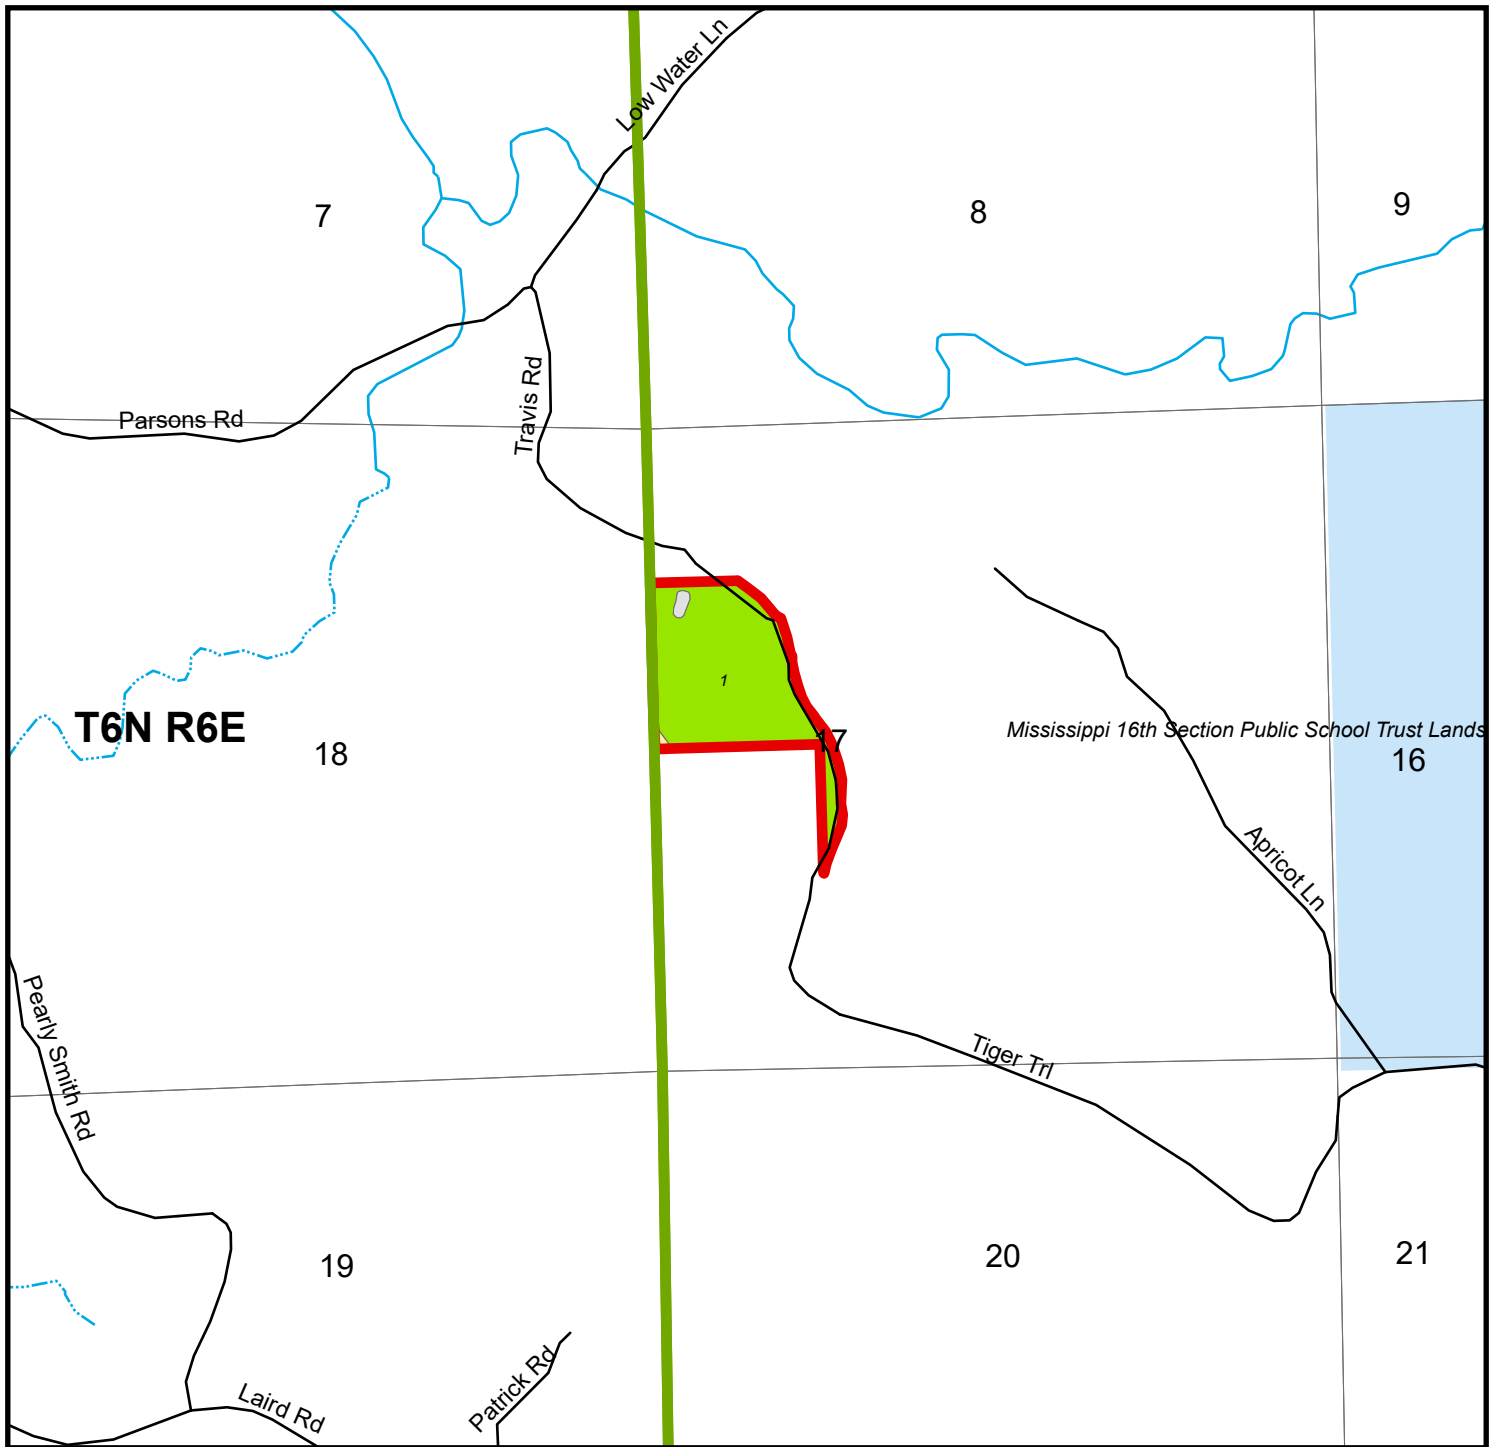 Low Water Ln
7
8
9
Travis Rd
Parsons Rd
1
T6N R6E
18
17
Mississippi 16th Section Public School Trust Lands
16
Apricot Ln
Pearly Smith Rd
Tiger Trl
19
20
21
Patrick Rd
Laird Rd